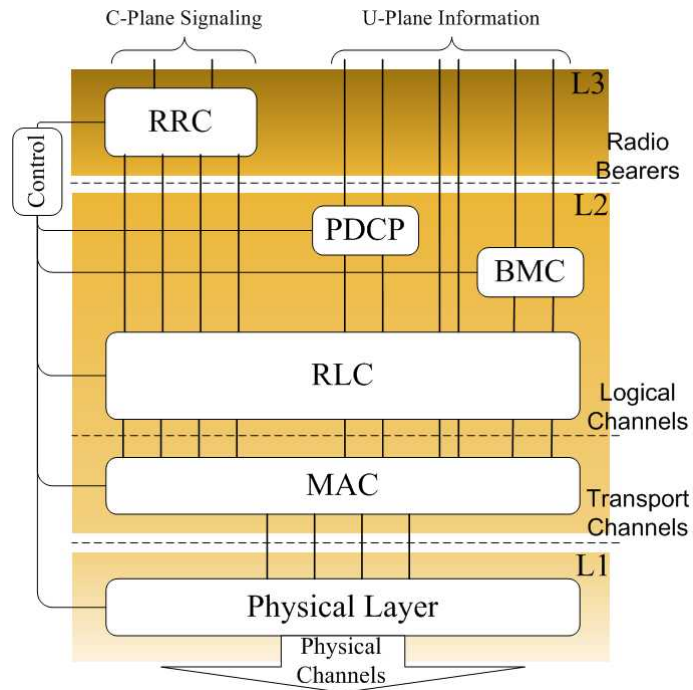 C-Plane Signaling
U-Plane Information
L3
RRC
Control
Radio
Bearers
L2
PDCP
BMC
RLC
Logical
Channels
MAC
Transport
Channels
L1
Physical Layer
Physical
Channels